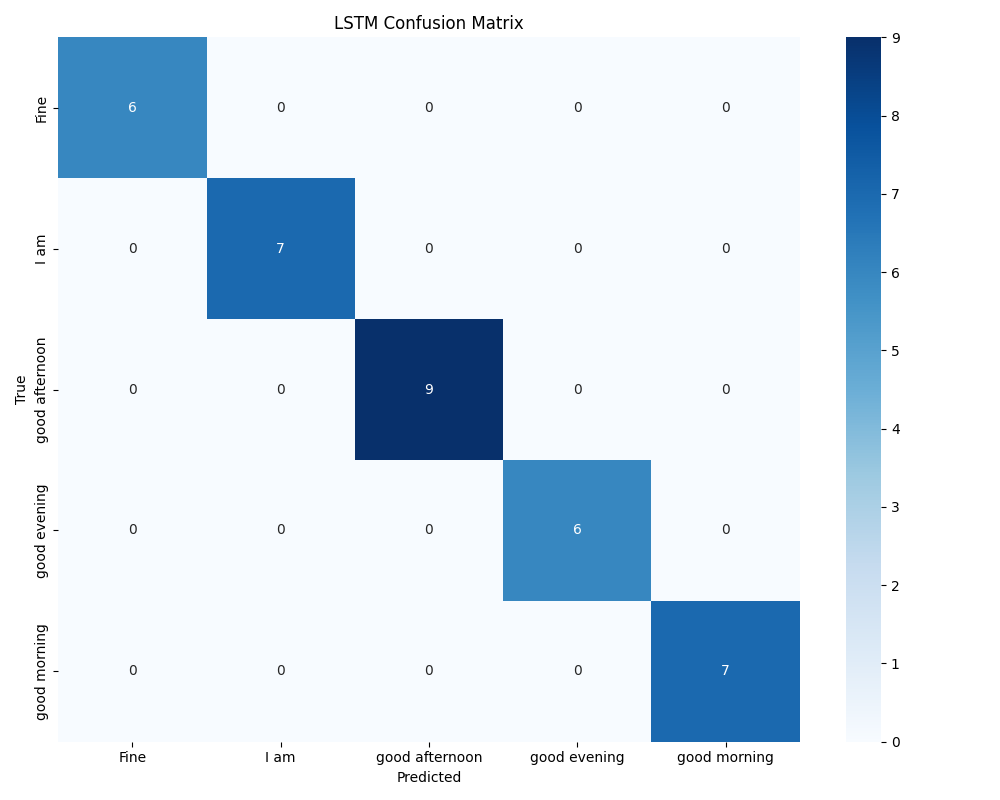 LSTM Confusion Matrix
True
Fine
6 0 0 0 0
I am
0 7 0 0 0
good afternoon
0 0 9 0 0
good evening
0 0 0 6 0
good morning
0 0 0 0 7
Fine I am good afternoon good evening good morning
Predicted
9
8
7
6
5
4
3
2
1
0